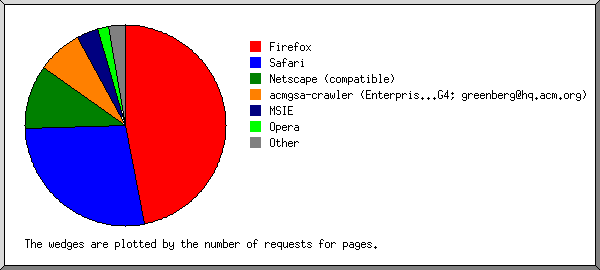 Firefox
Safari
Netscape (compatible)
acmgsa-crawler (Enterpris...G4; greenberg@hq.acm.org)
MSIE
Opera
Other
The wedges are plotted by the number of requests for pages.